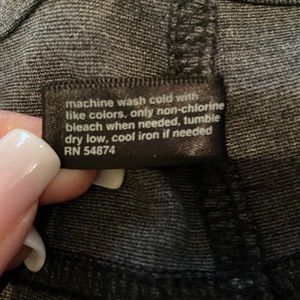 machine wash cold with
like colors. only non-chlorine
bleach when needed, tumble
dry low, cool iron if needed
RN 54874